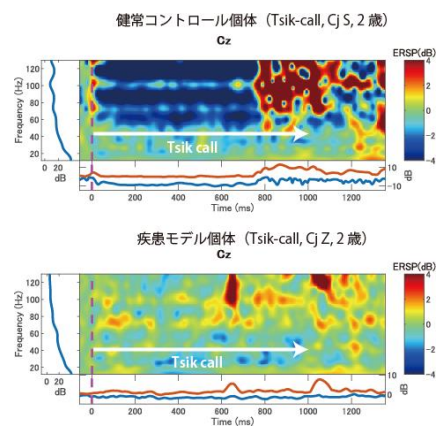 健常コントロール個体（Tsik-call, Cj S, 2 歳）
Cz
ERSP(dB)
Frequency (Hz)
120
100
80
60
40
20
4
2
0
-2
-4
Tsik call
0 20
dB
10
-10
dB
0 200 400 600 800 1000 1200
Time (ms)
疾患モデル個体（Tsik-call, Cj Z, 2 歳）
Cz
ERSP(dB)
Frequency (Hz)
120
100
80
60
40
20
4
2
0
-2
-4
Tsik call
0 20
dB
0
dB
0 200 400 600 800 1000 1200
Time (ms)